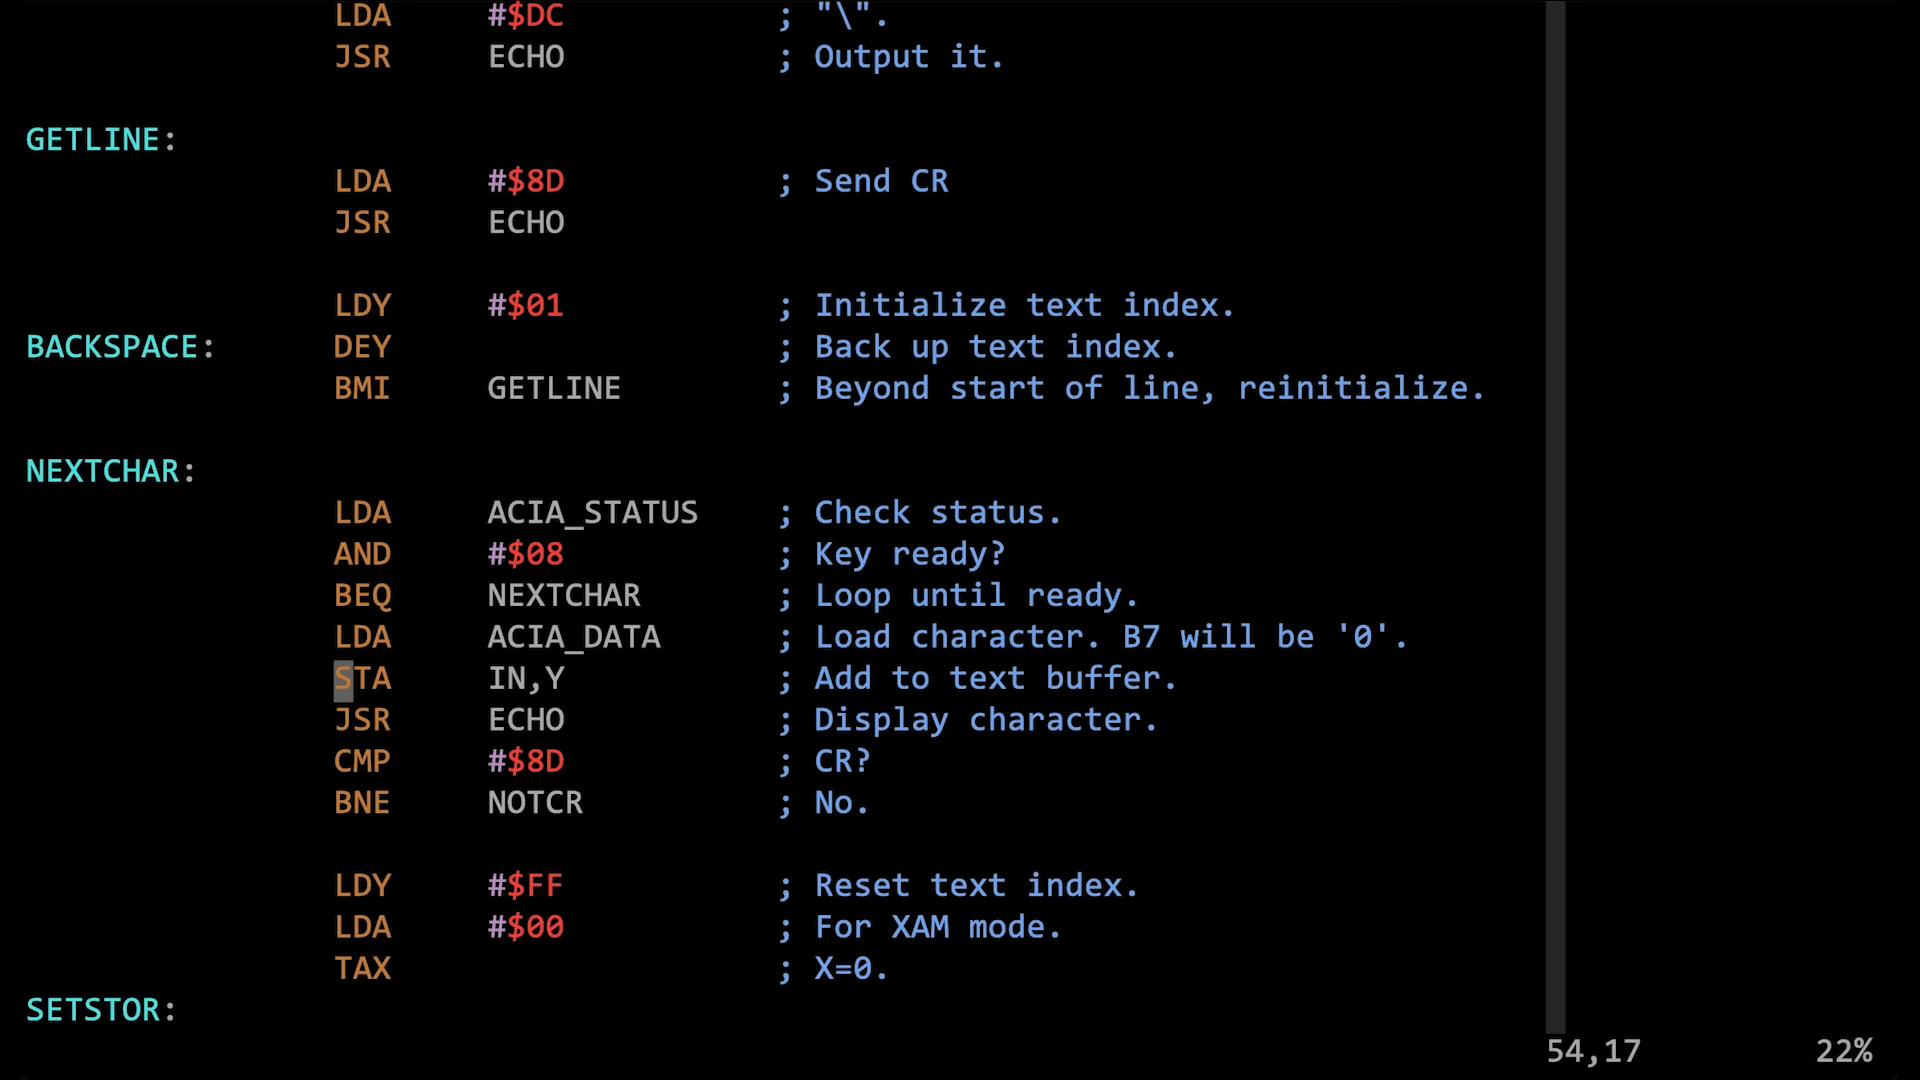 LDA #$DC ; "\".
JSR ECHO ; Output it.
GETLINE:
LDA #$8D ; Send CR
JSR ECHO
LDY #$01 ; Initialize text index.
BACKSPACE: DEY ; Back up text index.
BMI GETLINE ; Beyond start of line, reinitialize.
NEXTCHAR:
LDA ACIA_STATUS ; Check status.
AND #$08 ; Key ready?
BEQ NEXTCHAR ; Loop until ready.
LDA ACIA_DATA ; Load character. B7 will be '0'.
STA IN,Y ; Add to text buffer.
JSR ECHO ; Display character.
CMP #$8D ; CR?
BNE NOTCR ; No.
LDY #$FF ; Reset text index.
LDA #$00 ; For XAM mode.
TAX ; X=0.
SETSTOR:
54,17 22%